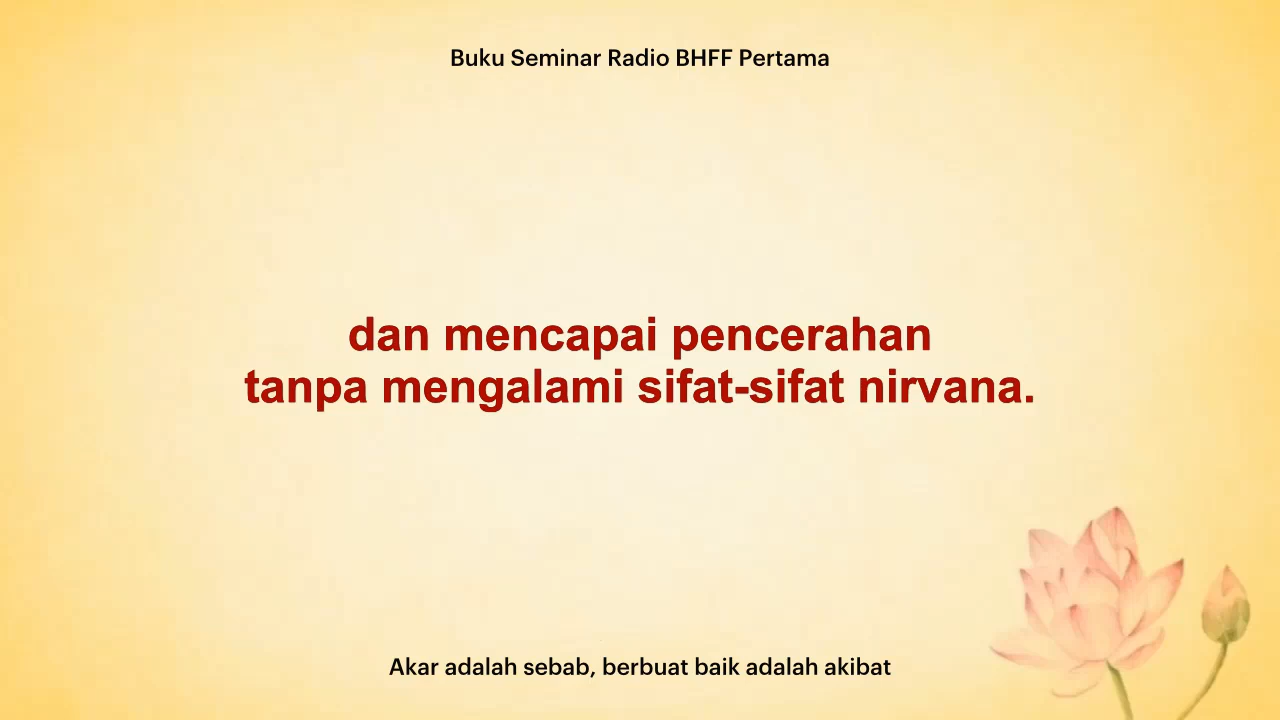 Buku Seminar Radio BHFF Pertama
dan mencapai pencerahan
tanpa mengalami sifat-sifat nirvana.
Akar adalah sebab, berbuat baik adalah akibat